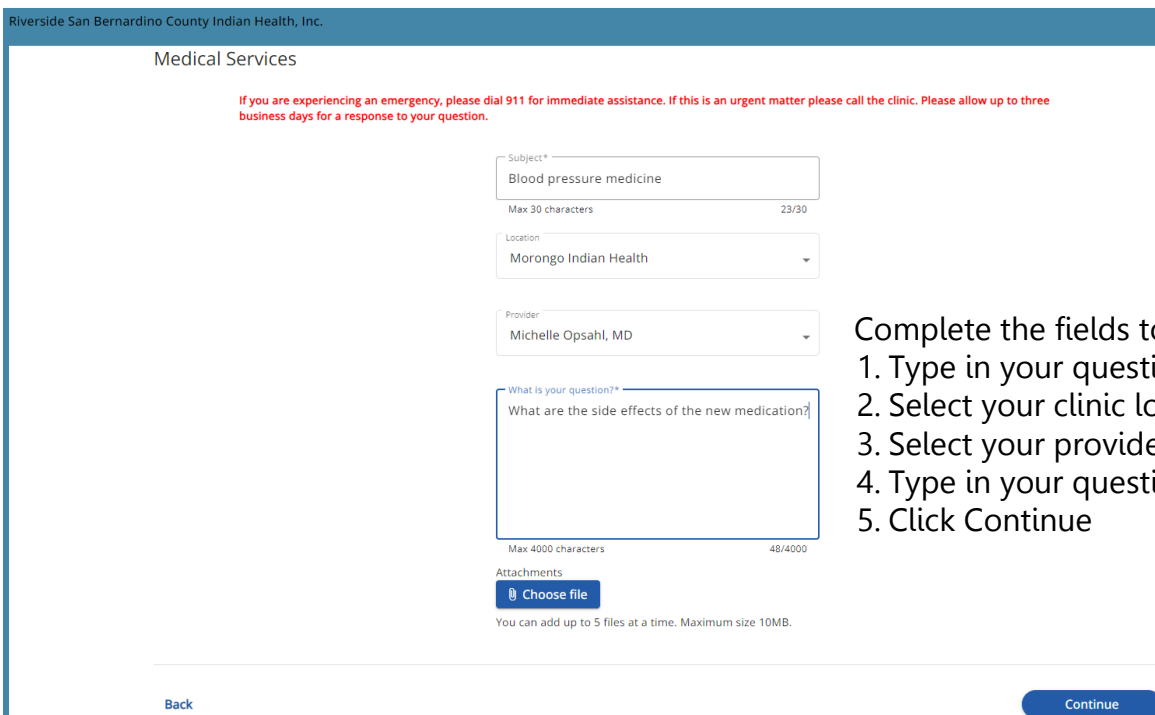 Riverside San Bernardino County Indian Health, Inc.
Medical Services
If you are experiencing an emergency, please dial 911 for immediate assistance. If this is an urgent matter please call the clinic. Please allow up to three
business days for a response to your question.
Subject*
Blood pressure medicine
Max 30 characters 23/30
Location
Morongo Indian Health
Provider
Michelle Opsahl, MD
What is your question?*
What are the side effects of the new medication?
Max 4000 characters 48/4000
Attachments
Choose file
You can add up to 5 files at a time. Maximum size 10MB.
Complete the fields
1. Type in your
2. Select your clinic
3. Select your
4. Type in your
5. Click Continue
Back
Continue